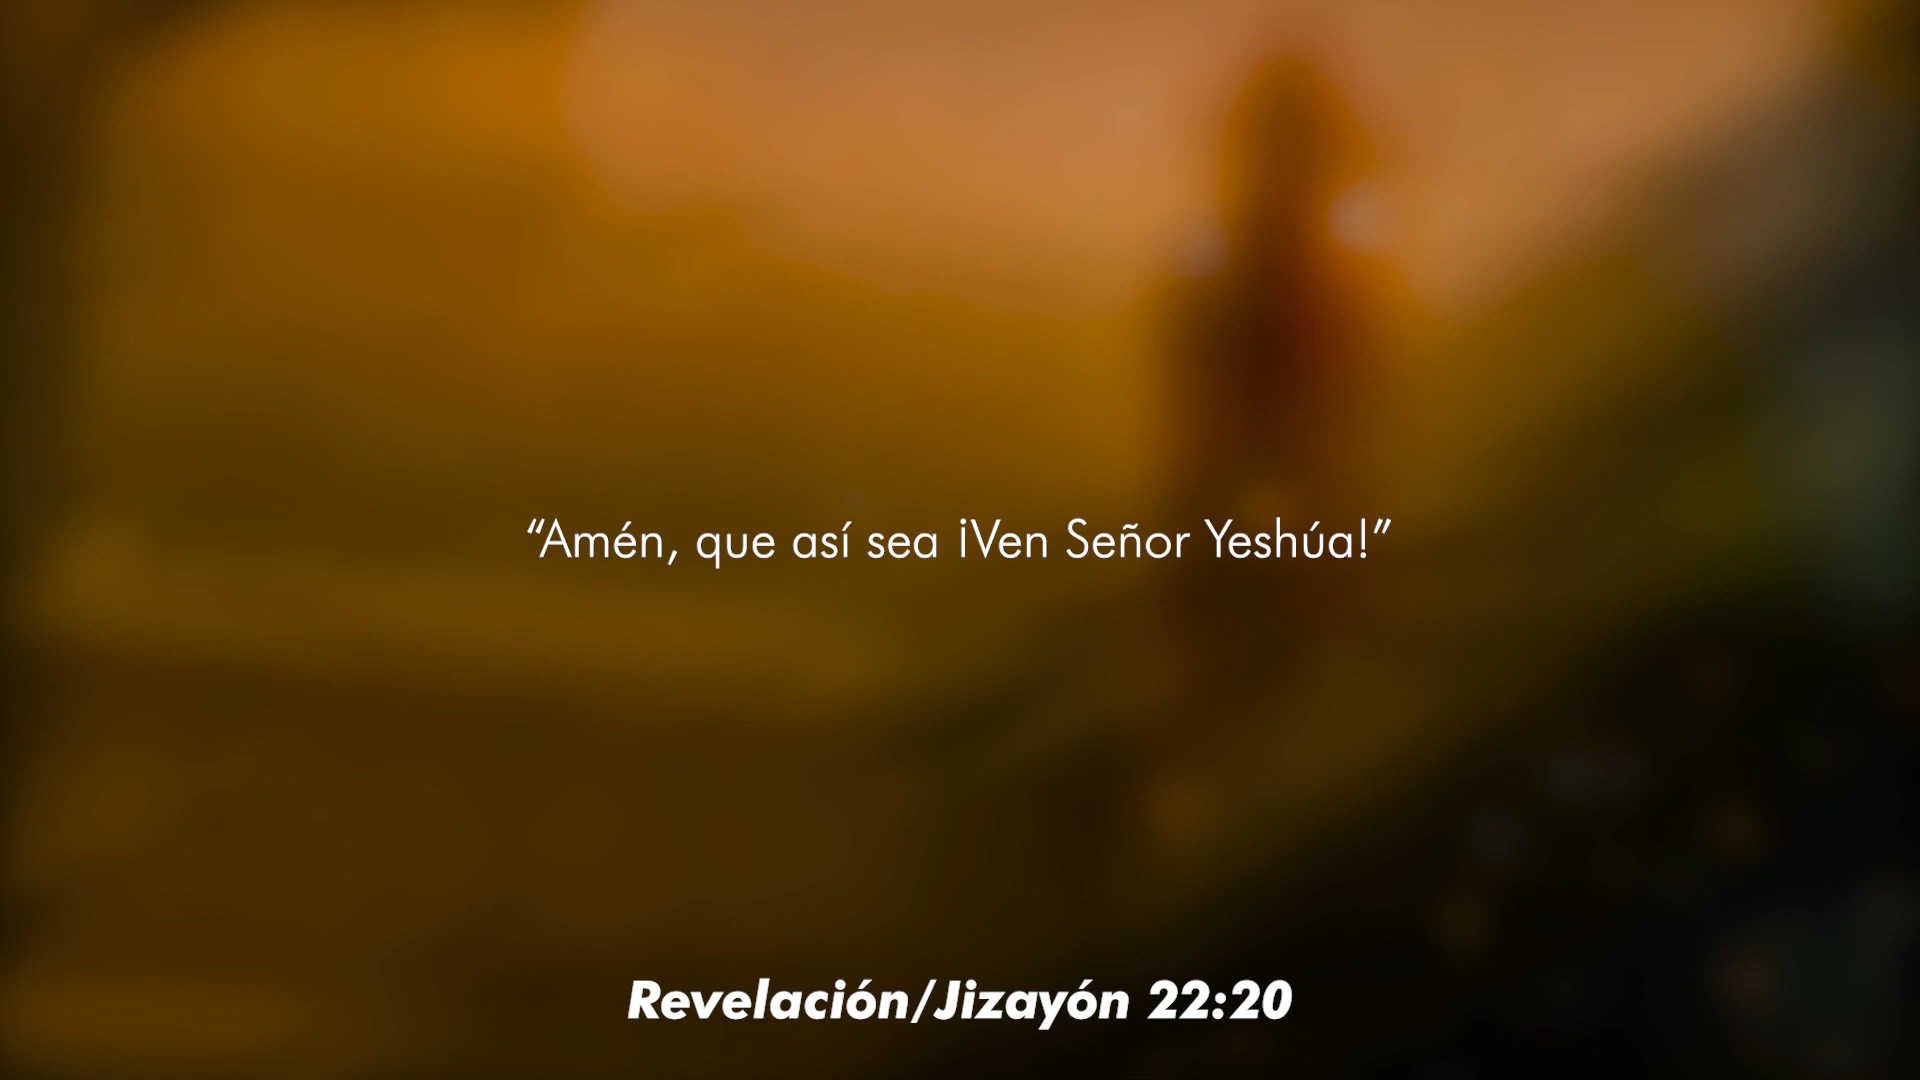 “Amén, que así sea ¡Ven Señor Yeshúa!”
Revelación/Jizayón 22:20